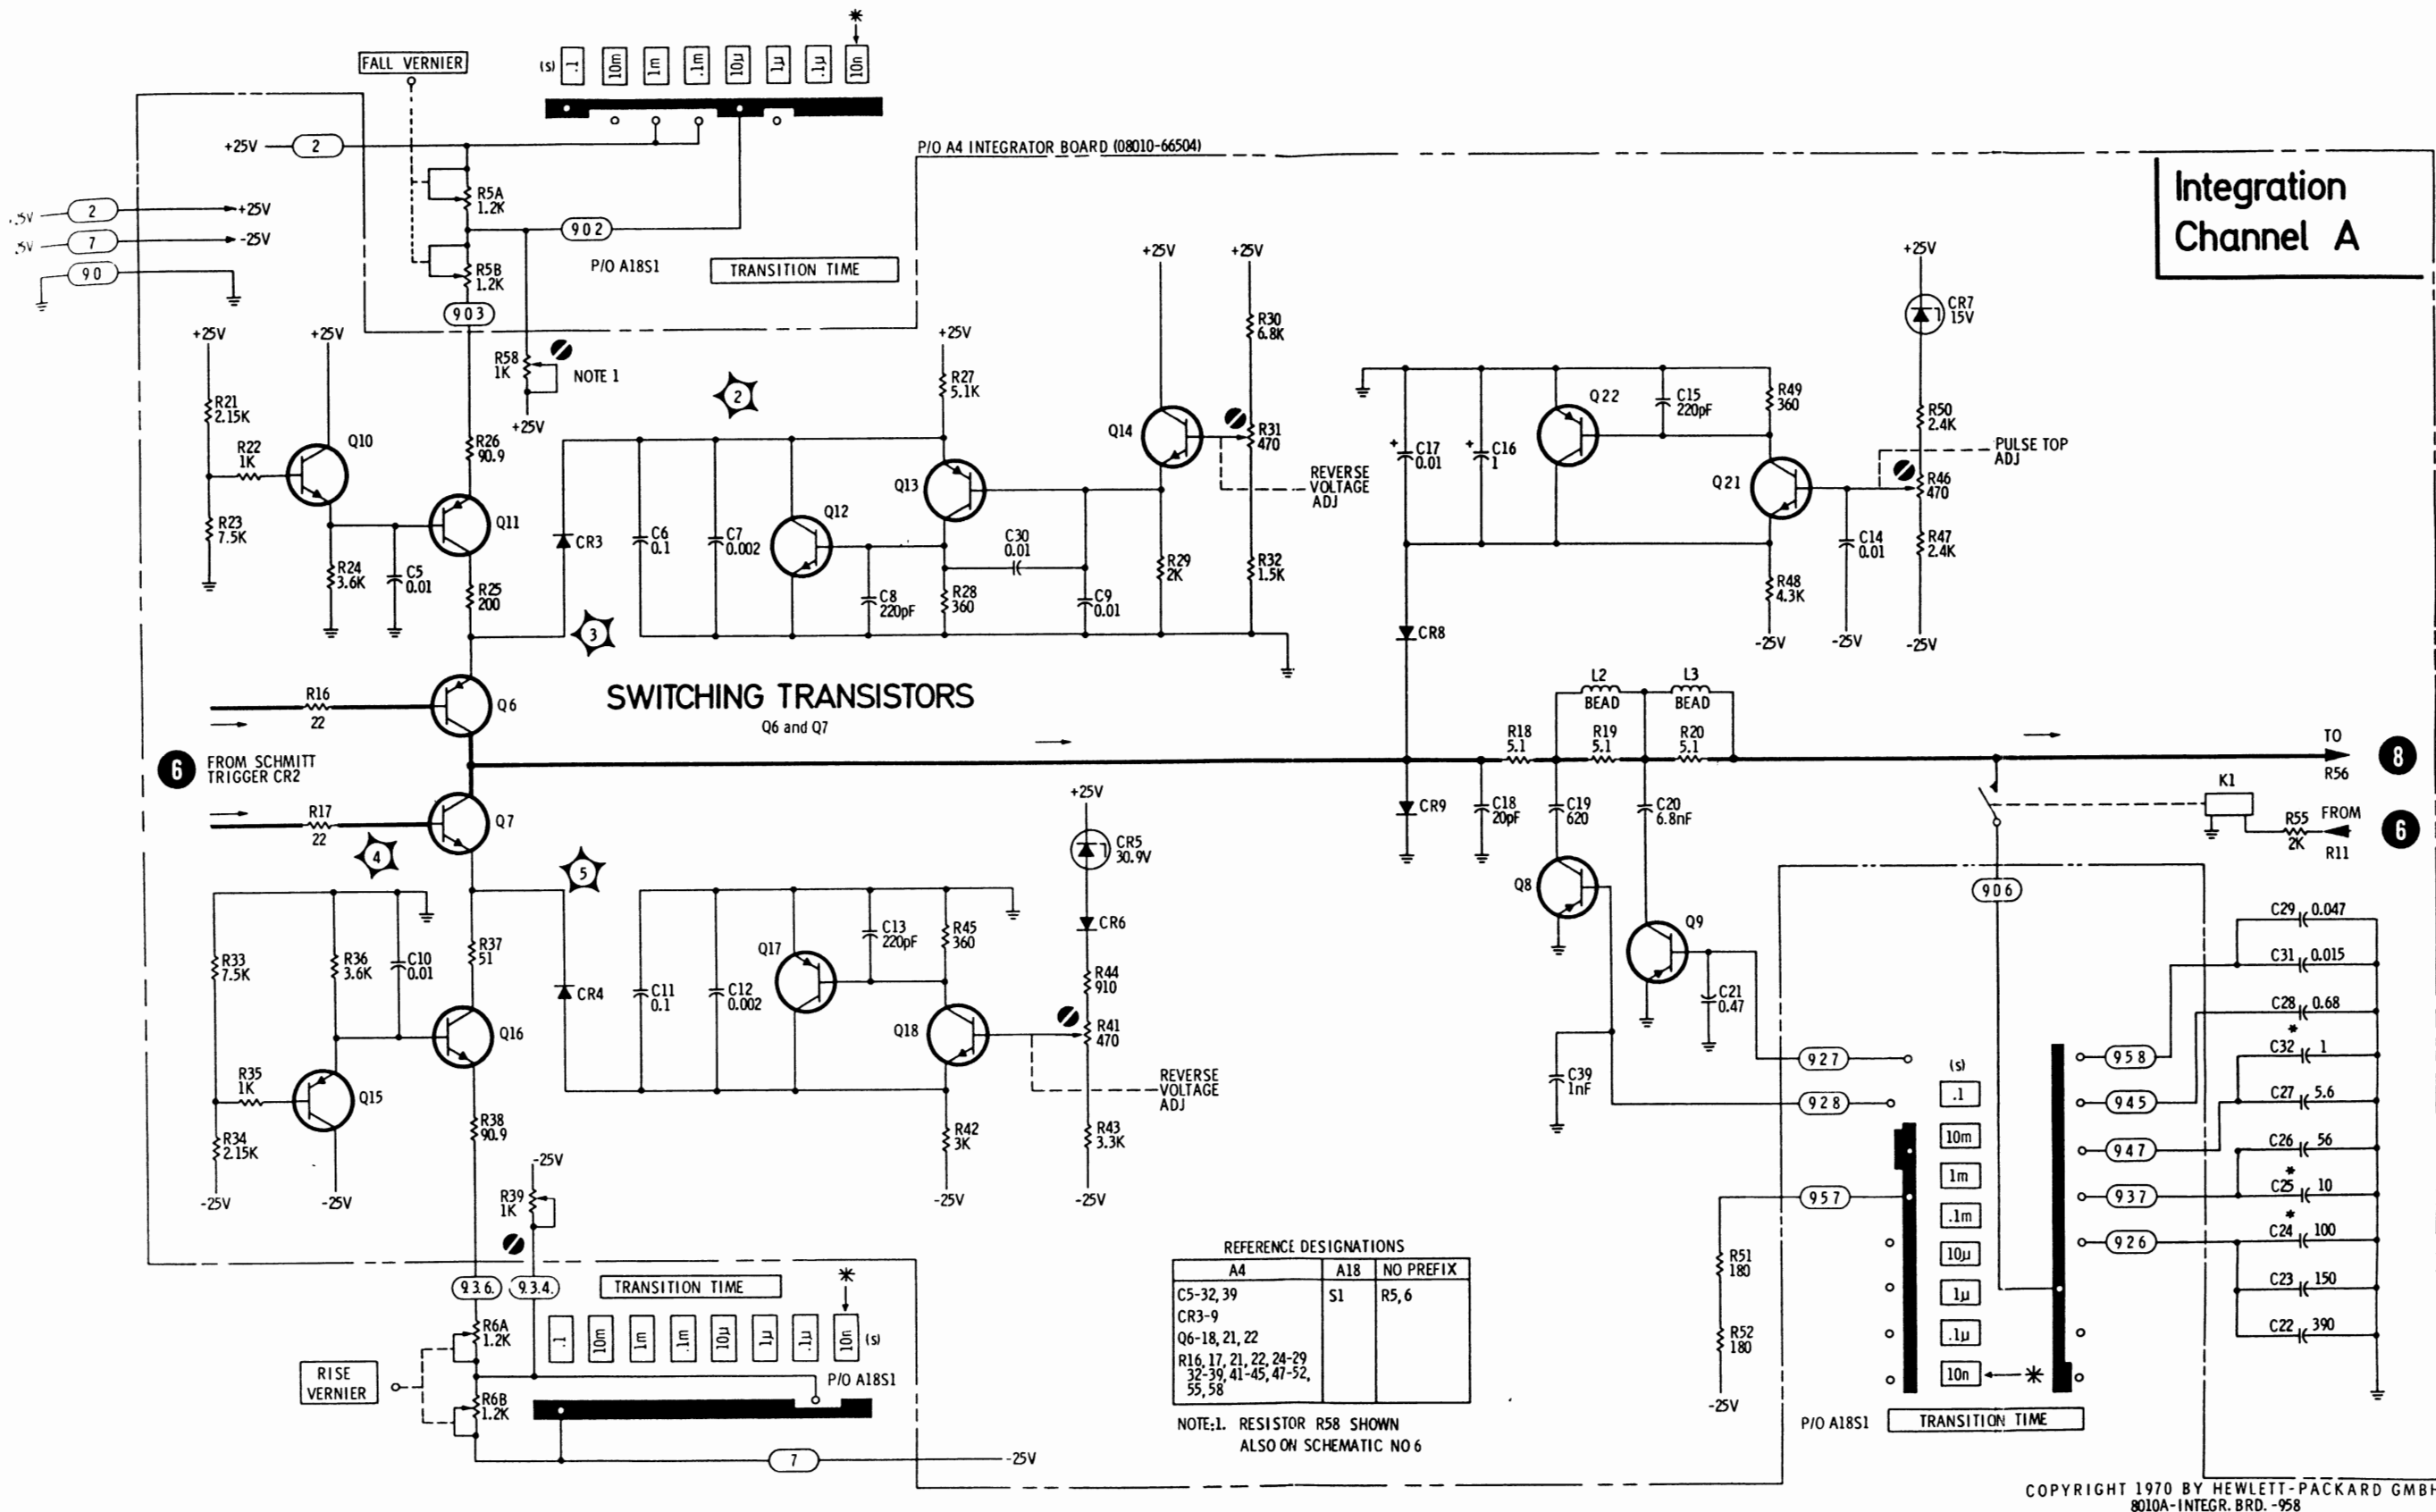 FALL VERNIER
(s) .1 10m 1m .1m 10µ 1µ .1µ 10n
*
+25V 2
P/O A4 INTEGRATOR BOARD (08010-66504)
Integration
Channel A
R5A
1.2K
2 +25V
7 -25V
90
902
R5B
1.2K
P/O A18S1
TRANSITION TIME
903
+25V
+25V
R58
1K
NOTE 1
+25V
R21
2.15K
R22
1K
Q10
R26
90.9
R23
7.5K
Q11
R24
3.6K
C5
0.01
R25
200
2
+25V
R27
5.1K
+25V
+25V
R30
6.8K
Q14
R31
470
REVERSE
VOLTAGE
ADJ
Q13
Q12
CR3
C6
0.1
C7
0.002
C30
0.01
C8
220pF
R28
360
C9
0.01
R29
2K
R32
1.5K
3
+25V
CR7
15V
Q22
C15
220pF
R49
360
R50
2.4K
PULSE TOP
ADJ
C17
0.01
+
C16
1
+
Q21
R46
470
C14
0.01
R47
2.4K
R48
4.3K
-25V
-25V
-25V
CR8
R16
22
Q6
SWITCHING TRANSISTORS
Q6 and Q7
6
FROM SCHMITT
TRIGGER CR2
R17
22
Q7
4
5
L2
BEAD
L3
BEAD
R18
5.1
R19
5.1
R20
5.1
TO
R56
8
CR9
C18
20pF
C19
620
C20
6.8nF
K1
R55
2K
FROM
R11
6
+25V
CR5
30.9V
CR6
Q8
Q9
906
R33
7.5K
R36
3.6K
C10
0.01
R37
51
Q16
R35
1K
Q15
R34
2.15K
R38
90.9
-25V
-25V
CR4
C11
0.1
C12
0.002
Q17
C13
220pF
R45
360
Q18
R44
910
R41
470
REVERSE
VOLTAGE
ADJ
R42
3K
R43
3.3K
-25V
-25V
C21
0.47
C39
1nF
927
928
957
(s)
.1
10m
1m
.1m
10µ
1µ
.1µ
10n *
C29 0.047
C31 0.015
C28 0.68
*
C32 1
C27 5.6
C26 56
*
C25 10
*
C24 100
C23 150
C22 390
958
945
947
937
926
R51
180
R52
180
-25V
P/O A18S1
TRANSITION TIME
-25V
R39
1K
936. 9.3.4.
TRANSITION TIME
*
.1 10m 1m .1m 10µ 1µ .1µ 10n (s)
R6A
1.2K
RISE
VERNIER
R6B
1.2K
P/O A18S1
7 -25V
REFERENCE DESIGNATIONS
A4 A18 NO PREFIX
C5-32, 39 S1 R5, 6
CR3-9
Q6-18, 21, 22
R16, 17, 21, 22, 24-29
32-39, 41-45, 47-52,
55, 58
NOTE:1. RESISTOR R58 SHOWN
ALSO ON SCHEMATIC NO 6
COPYRIGHT 1970 BY HEWLETT-PACKARD GMBH
8010A-INTEGR. BRD. -958